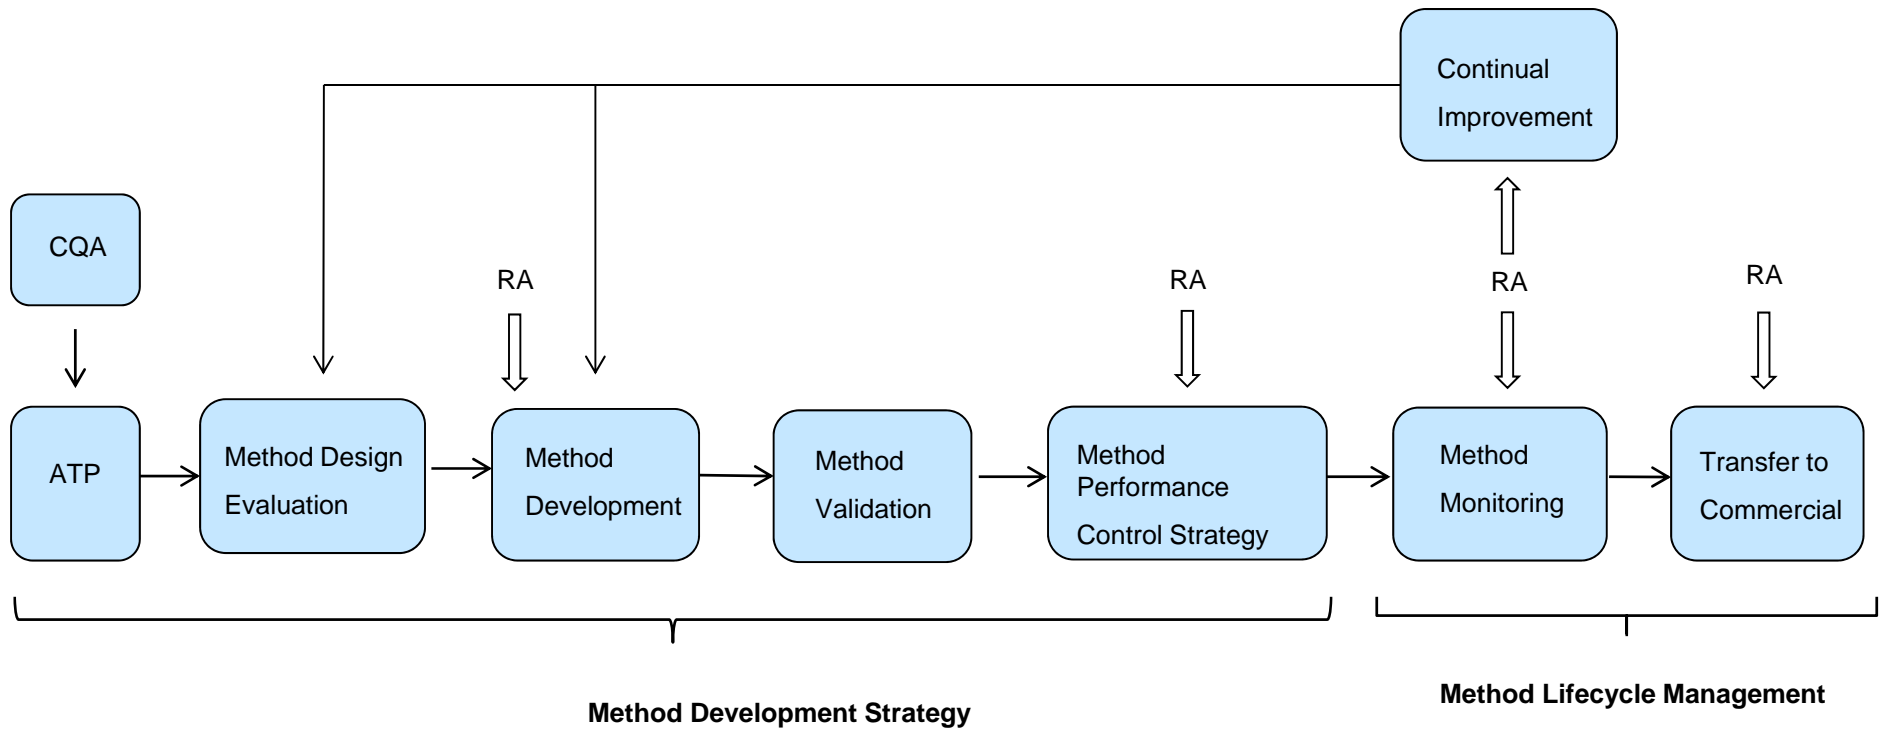 Continual
Improvement
CQA
RA
RA
RA
RA
ATP
Method Design
Evaluation
Method
Development
Method
Validation
Method
Performance
Control Strategy
Method
Monitoring
Transfer to
Commercial
Method Development Strategy
Method Lifecycle Management